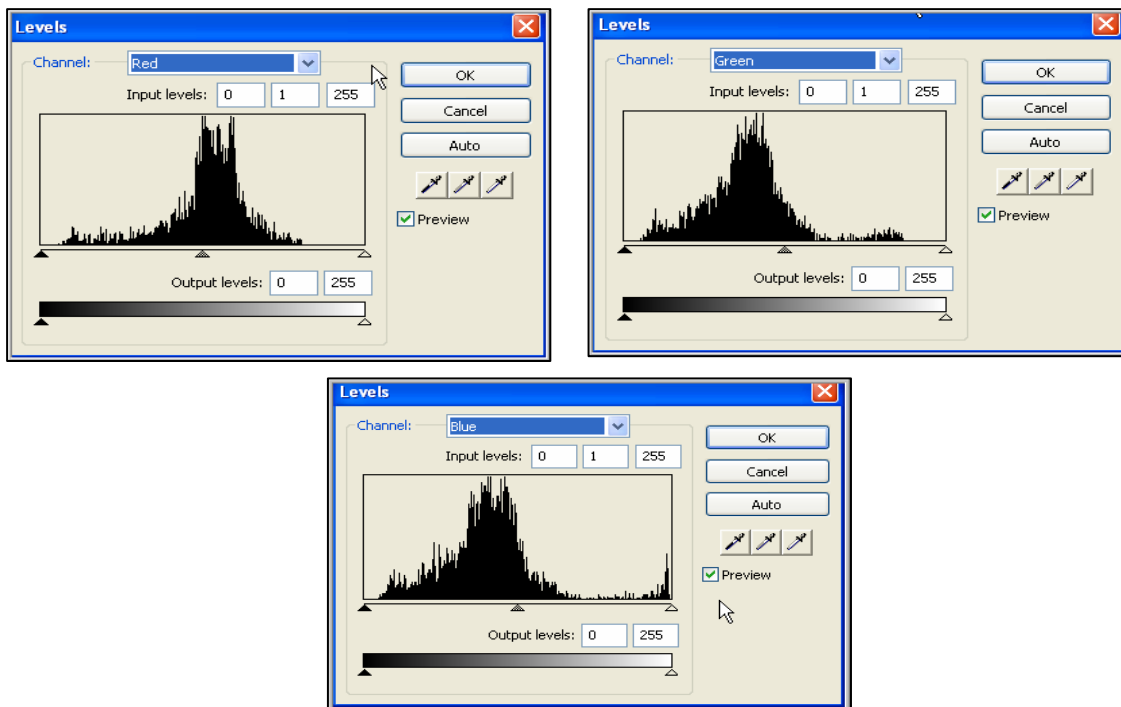 Levels
Channel: Red
OK
Input levels: 0 1 255
Cancel
Auto
Preview
Output levels: 0 255
Levels
Channel: Green
OK
Input levels: 0 1 255
Cancel
Auto
Preview
Output levels: 0 255
Levels
Channel: Blue
OK
Input levels: 0 1 255
Cancel
Auto
Preview
Output levels: 0 255